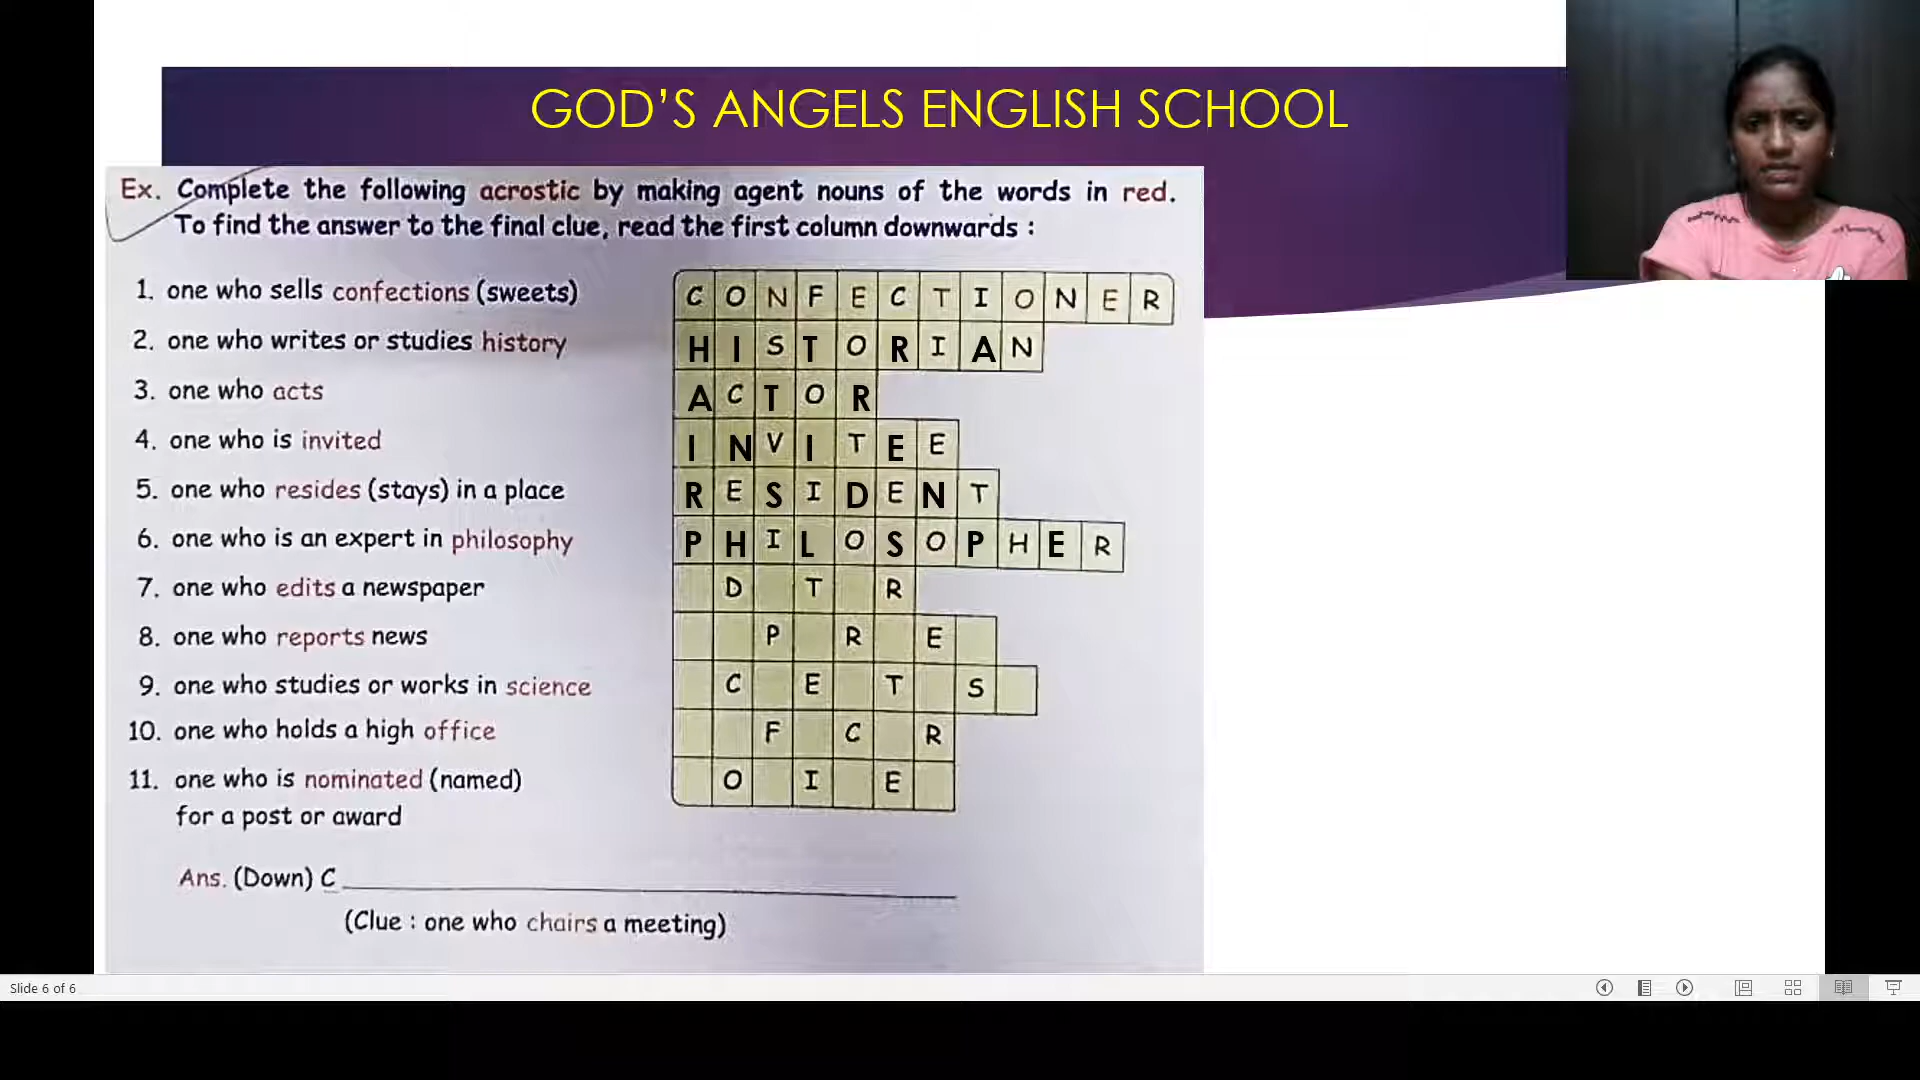 GOD'S ANGELS ENGLISH SCHOOL
Ex. Complete the following acrostic by making agent nouns of the words in red.
To find the answer to the final clue, read the first column downwards :
1. one who sells confections (sweets)
2. one who writes or studies history
3. one who acts
4. one who is invited
5. one who resides (stays) in a place
6. one who is an expert in philosophy
7. one who edits a newspaper
8. one who reports news
9. one who studies or works in science
10. one who holds a high office
11. one who is nominated (named)
for a post or award
C O N F E C T I O N E R
H I S T O R I A N
A C T O R
I N V I T E E
R E S I D E N T
P H I L O S O P H E R
D T R
P R E
C E T S
F C R
O I E
Ans. (Down) C
(Clue : one who chairs a meeting)
Slide 6 of 6